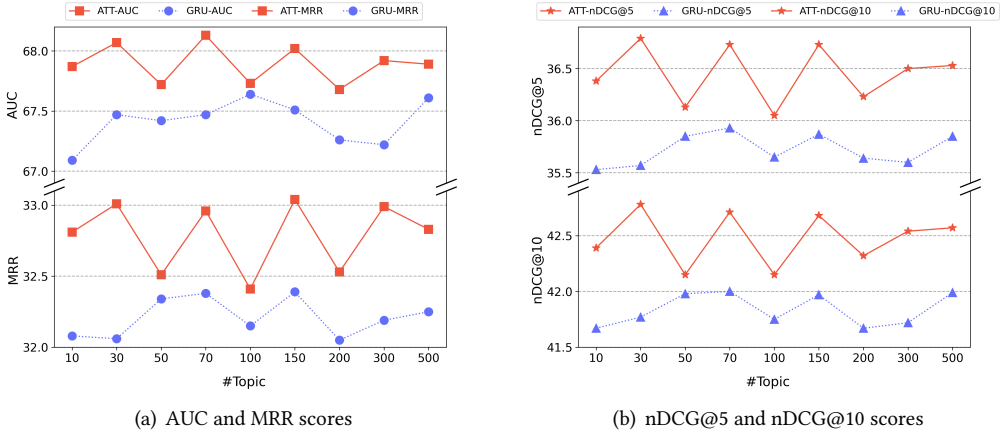 ATT-AUC GRU-AUC ATT-MRR GRU-MRR
68.0
67.5
67.0
AUC
33.0
32.5
32.0
MRR
10 30 50 70 100 150 200 300 500
#Topic
(a) AUC and MRR scores
ATT-nDCG@5 GRU-nDCG@5 ATT-nDCG@10 GRU-nDCG@10
36.5
36.0
35.5
nDCG@5
42.5
42.0
41.5
nDCG@10
10 30 50 70 100 150 200 300 500
#Topic
(b) nDCG@5 and nDCG@10 scores